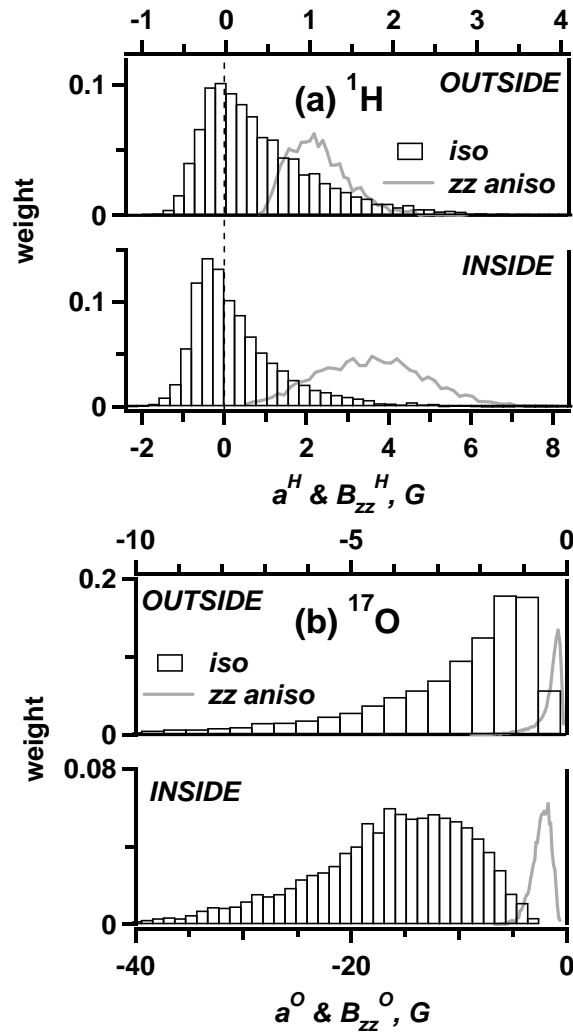 -1 0 1 2 3 4
0.1
(a) ¹H
OUTSIDE
iso
zz aniso
0
weight
INSIDE
0.1
0
-2 0 2 4 6 8
a^H & B_zz^H, G
-10 -5 0
0.2
OUTSIDE
(b) ¹⁷O
iso
zz aniso
0
weight
0.08
INSIDE
0
-40 -20 0
a^O & B_zz^O, G